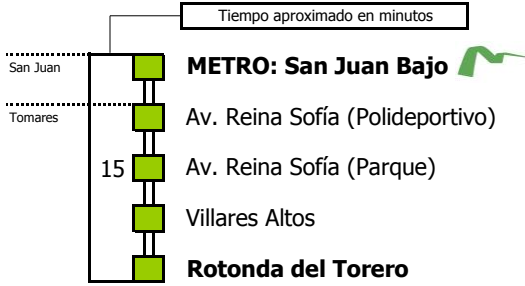 Tiempo aproximado en minutos
San Juan
METRO: San Juan Bajo
Tomares
Av. Reina Sofía (Polideportivo)
15
Av. Reina Sofía (Parque)
Villares Altos
Rotonda del Torero